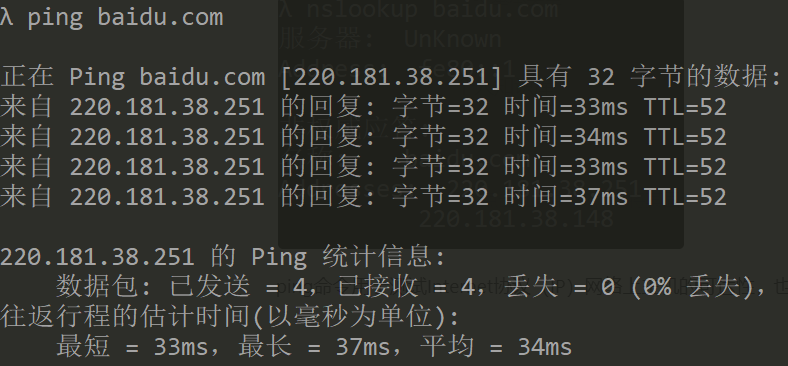 λ ping baidu.com
λ nslookup baidu.com
服务器:  UnKnown
正在 Ping baidu.com [220.181.38.251] 具有 32 字节的数据:
来自 220.181.38.251 的回复: 字节=32 时间=33ms TTL=52
来自 220.181.38.251 的回复: 字节=32 时间=34ms TTL=52
来自 220.181.38.251 的回复: 字节=32 时间=33ms TTL=52
来自 220.181.38.251 的回复: 字节=32 时间=37ms TTL=52
220.181.38.148
220.181.38.251 的 Ping 统计信息:
数据包: 已发送 = 4，已接收 = 4，丢失 = 0 (0% 丢失)，
往返行程的估计时间(以毫秒为单位):
最短 = 33ms，最长 = 37ms，平均 = 34ms